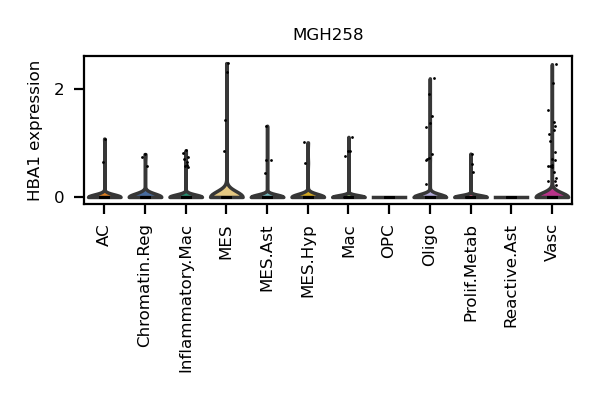 MGH258
HBA1 expression
2
0
AC
Chromatin.Reg
Inflammatory.Mac
MES
MES.Ast
MES.Hyp
Mac
OPC
Oligo
Prolif.Metab
Reactive.Ast
Vasc